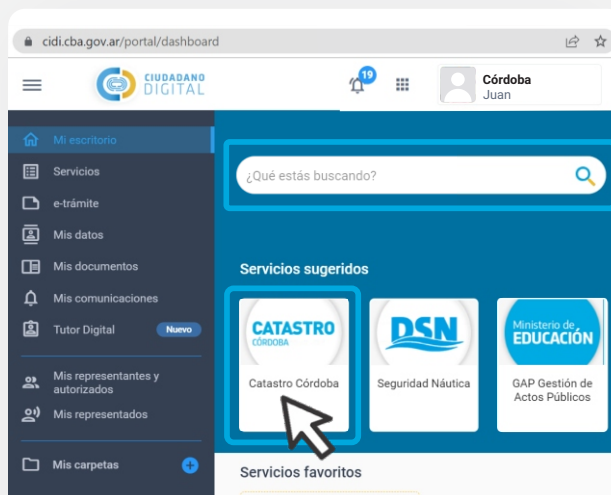 cidi.cba.gov.ar/portal/dashboard
CIUDADANO
DIGITAL
19
Córdoba
Juan
Mi escritorio
Servicios
e-trámite
Mis datos
Mis documentos
Mis comunicaciones
Tutor Digital
Nuevo
Mis representantes y
autorizados
Mis representados
Mis carpetas
¿Qué estás buscando?
Servicios sugeridos
CATASTRO
CÓRDOBA
Catastro Córdoba
DSN
Seguridad Náutica
Ministerio de
EDUCACIÓN
GAP Gestión de
Actos Públicos
Servicios favoritos